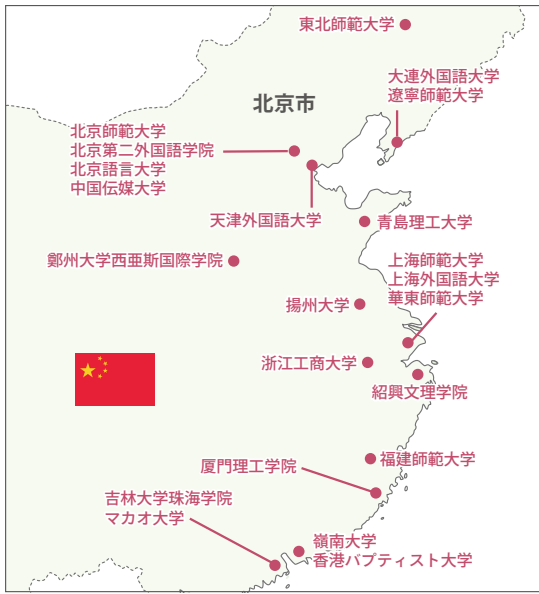 東北師範大学
大連外国語大学
遼寧師範大学
北京市
北京師範大学
北京第二外国語学院
北京語言大学
中国伝媒大学
天津外国語大学
青島理工大学
鄭州大学西亜斯国際学院
上海師範大学
上海外国語大学
華東師範大学
揚州大学
浙江工商大学
紹興文理学院
福建師範大学
厦門理工学院
吉林大学珠海学院
マカオ大学
嶺南大学
香港バプティスト大学